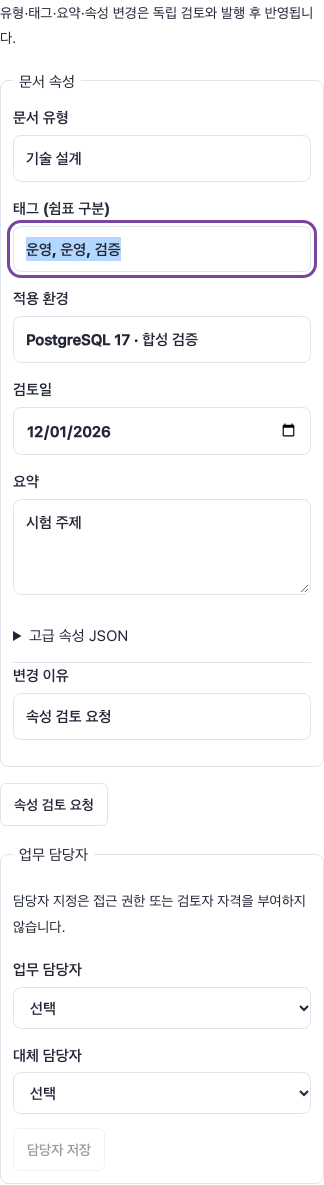 유형·태그·요약·속성 변경은 독립 검토와 발행 후 반영됩니
다.
문서 속성
문서 유형
기술 설계
태그 (쉼표 구분)
운영, 운영, 검증
적용 환경
PostgreSQL 17 · 합성 검증
검토일
12/01/2026
요약
시험 주제
▶ 고급 속성 JSON
변경 이유
속성 검토 요청
속성 검토 요청
업무 담당자
담당자 지정은 접근 권한 또는 검토자 자격을 부여하지
않습니다.
업무 담당자
선택
대체 담당자
선택
담당자 저장